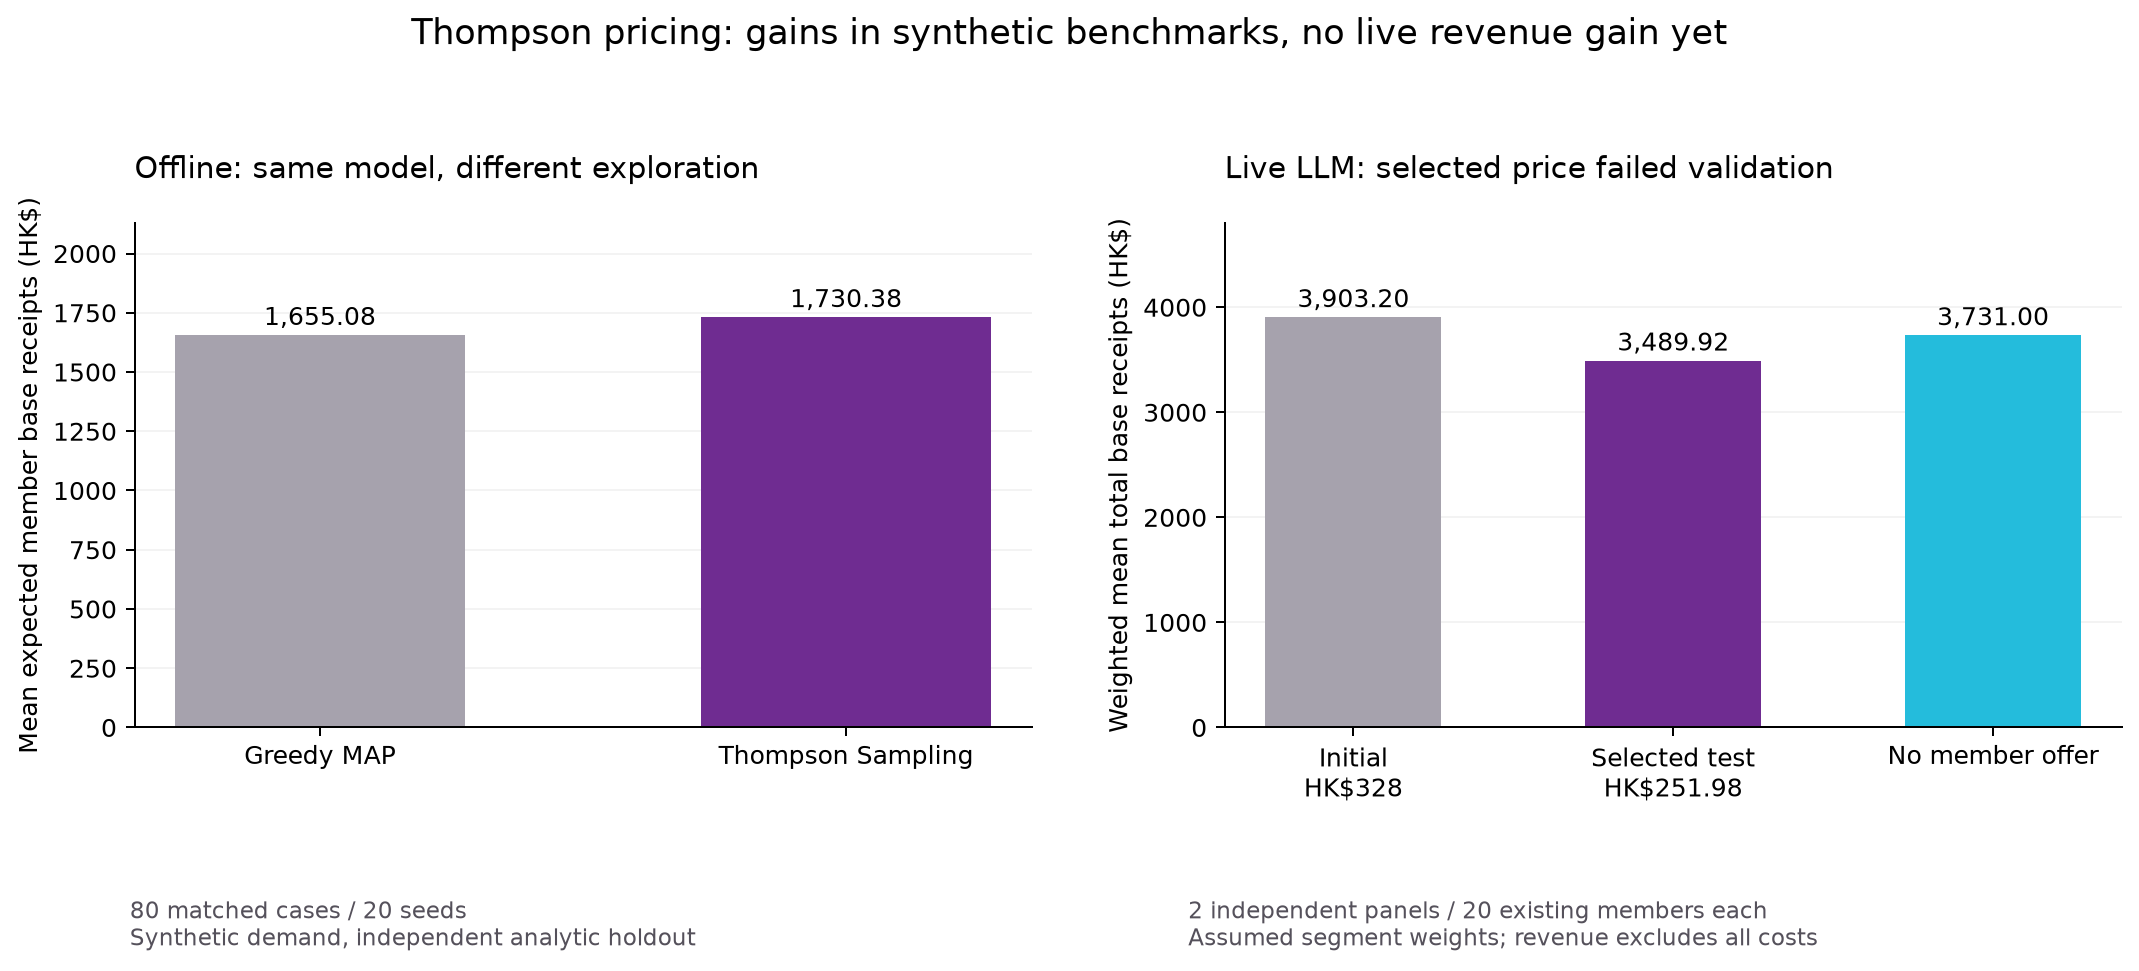 Thompson pricing: gains in synthetic benchmarks, no live revenue gain yet
Offline: same model, different exploration
Mean expected member base receipts (HK$)
2000
1750
1500
1250
1000
750
500
250
0
1,655.08
1,730.38
Greedy MAP
Thompson Sampling
80 matched cases / 20 seeds
Synthetic demand, independent analytic holdout
Live LLM: selected price failed validation
Weighted mean total base receipts (HK$)
4000
3000
2000
1000
0
3,903.20
3,489.92
3,731.00
Initial
HK$328
Selected test
HK$251.98
No member offer
2 independent panels / 20 existing members each
Assumed segment weights; revenue excludes all costs